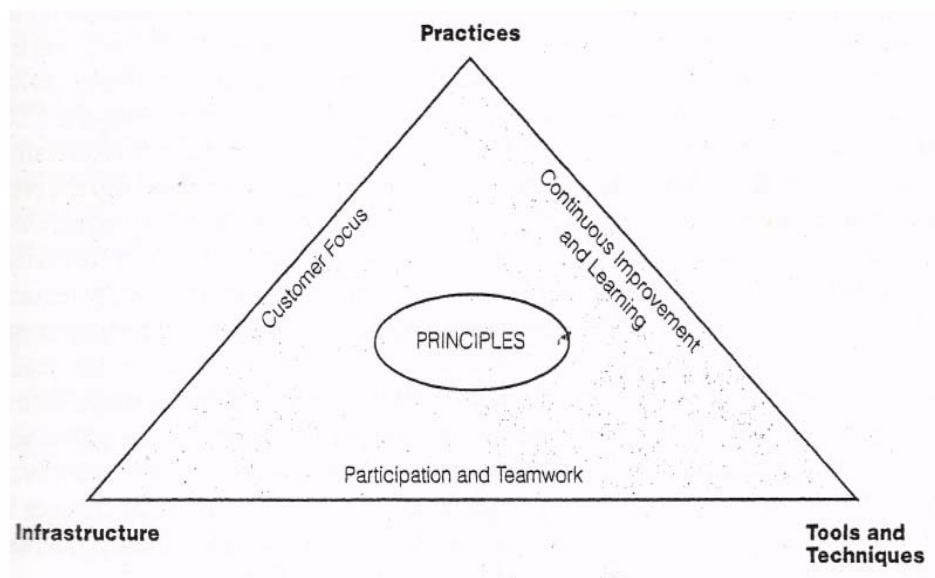 Practices
Customer Focus
Continuous Improvement
and Learning
PRINCIPLES
Participation and Teamwork
Infrastructure
Tools and
Techniques